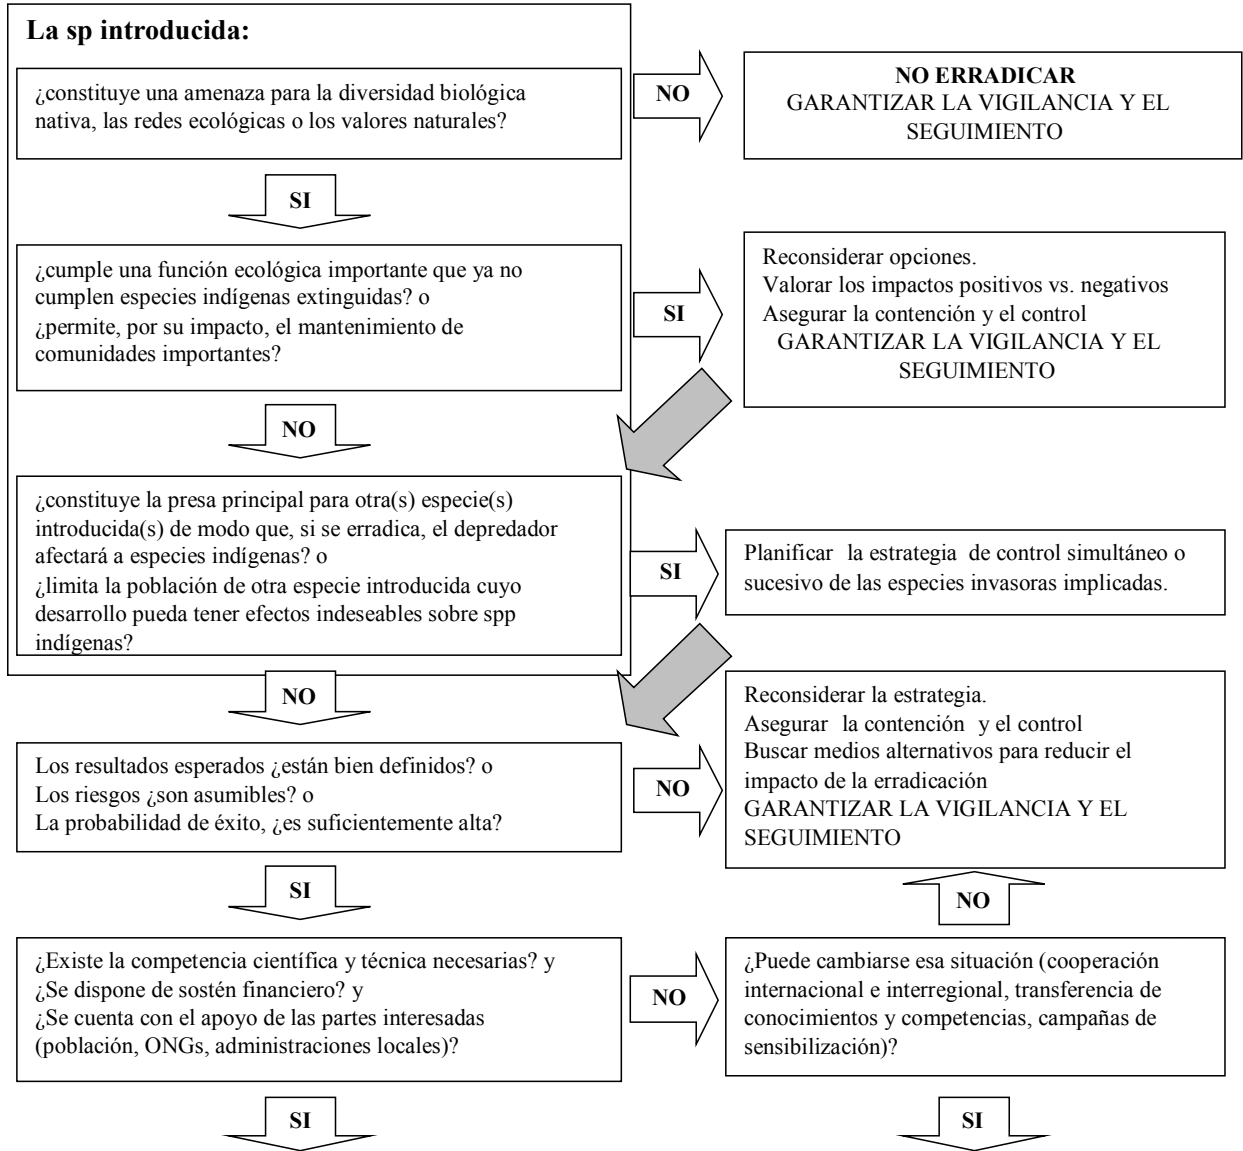 La sp introducida:
¿constituye una amenaza para la diversidad biológica
nativa, las redes ecológicas o los valores naturales?
NO
NO ERRADICAR
GARANTIZAR LA VIGILANCIA Y EL
SEGUIMIENTO
SI
¿cumple una función ecológica importante que ya no
cumplen especies indígenas extinguidas? o
¿permite, por su impacto, el mantenimiento de
comunidades importantes?
SI
Reconsiderar opciones.
Valorar los impactos positivos vs. negativos
Asegurar la contención y el control
GARANTIZAR LA VIGILANCIA Y EL
SEGUIMIENTO
NO
¿constituye la presa principal para otra(s) especie(s)
introducida(s) de modo que, si se erradica, el depredador
afectará a especies indígenas? o
¿limita la población de otra especie introducida cuyo
desarrollo pueda tener efectos indeseables sobre spp
indígenas?
SI
Planificar la estrategia de control simultáneo o
sucesivo de las especies invasoras implicadas.
NO
Los resultados esperados ¿están bien definidos? o
Los riesgos ¿son asumibles? o
La probabilidad de éxito, ¿es suficientemente alta?
NO
Reconsiderar la estrategia.
Asegurar la contención y el control
Buscar medios alternativos para reducir el
impacto de la erradicación
GARANTIZAR LA VIGILANCIA Y EL
SEGUIMIENTO
SI
NO
¿Existe la competencia científica y técnica necesarias? y
¿Se dispone de sostén financiero? y
¿Se cuenta con el apoyo de las partes interesadas
(población, ONGs, administraciones locales)?
NO
¿Puede cambiarse esa situación (cooperación
internacional e interregional, transferencia de
conocimientos y competencias, campañas de
sensibilización)?
SI
SI